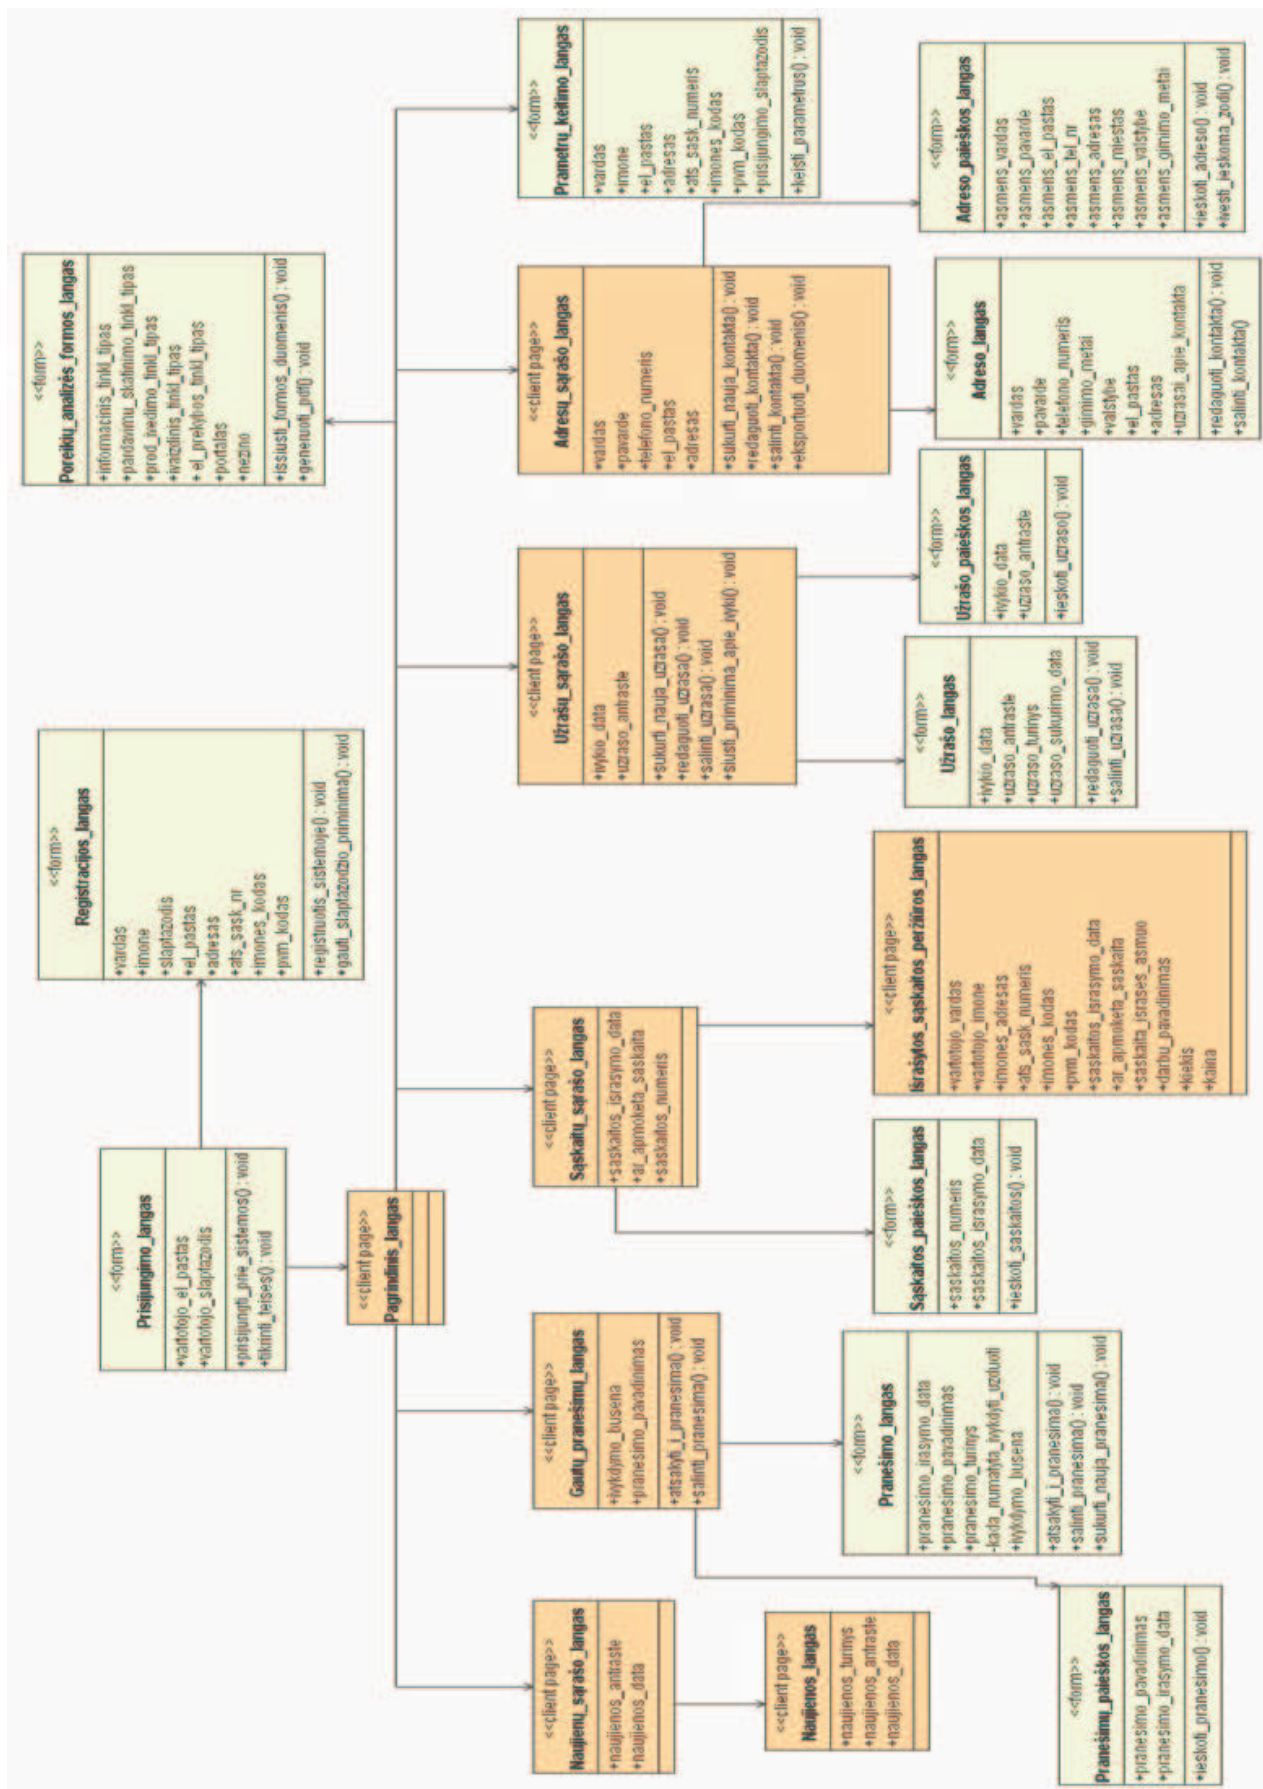 <<form>>
Prisijungimo_langas
+vartotojo_el_pastas
+vartotojo_slaptazodis
+prisijungti_prie_sistemos() : void
+tikrinti_teises() : void
<<form>>
Registracijos_langas
+vardas
+imone
+slaptazodis
+el_pastas
+adresas
+ats_sask_nr
+imones_kodas
+pvm_kodas
+registruotis_sistemoje() : void
+gauti_slaptazodzio_priminima() : void
<<form>>
Poreikių_analizės_formos_langas
+informacinis_tinkl_tipas
+pardavimu_skatinimo_tinkl_tipas
+prod_ivedimo_tinkl_tipas
+ivaizdinis_tinkl_tipas
+el_prekybos_tinkl_tipas
+portalas
+nezino
+issiusti_formos_duomenis() : void
+generuoti_pdf() : void
<<client page>>
Pagrindinis_langas
<<client page>>
Naujienų_sąrašo_langas
+naujienos_antraste
+naujienos_data
<<client page>>
Gautų_pranešimų_langas
+ivykdymo_busena
+pranesimo_pavadinimas
+atsakyti_i_pranesima() : void
+salinti_pranesima() : void
<<client page>>
Sąskaitų_sąrašo_langas
+saskaitos_israsymo_data
+ar_apmoketa_saskaita
+saskaitos_numeris
<<client page>>
Užrašų_sąrašo_langas
+ivykio_data
+uzraso_antraste
+sukurti_nauja_uzrasa() : void
+redaguoti_uzrasa() : void
+salinti_uzrasa() : void
+siusti_priminima_apie_ivyki() : void
<<client page>>
Adresų_sąrašo_langas
+vardas
+pavarde
+telefono_numeris
+el_pastas
+adresas
+sukurti_nauja_kontakta() : void
+redaguoti_kontakta() : void
+salinti_kontakta() : void
+eksportuoti_duomenis() : void
<<form>>
Prametrų_keitimo_langas
+vardas
+imone
+el_pastas
+adresas
+ats_sask_numeris
+imones_kodas
+pvm_kodas
+prisijungimo_slaptazodis
+keisti_parametrus() : void
<<client page>>
Naujienos_langas
+naujienos_turinys
+naujienos_antraste
+naujienos_data
<<form>>
Pranešimų_paieškos_langas
+pranesimo_pavadinimas
+pranesimo_irasymo_data
+ieskoti_pranesimo() : void
<<form>>
Pranešimo_langas
+pranesimo_irasymo_data
+pranesimo_pavadinimas
+pranesimo_turinys
-kada_numatyta_ivykdyti_uzduoti
+ivykdymo_busena
+atsakyti_i_pranesima() : void
+salinti_pranesima() : void
+sukurti_nauja_pranesima() : void
<<form>>
Sąskaitos_paieškos_langas
+saskaitos_numeris
+saskaitos_israsymo_data
+ieskoti_saskaitos() : void
<<client page>>
Išrašytos_sąskaitos_peržiūros_langas
+vartotojo_vardas
+vartotojo_imone
+imones_adresas
+ats_sask_numeris
+imones_kodas
+pvm_kodas
+saskaitos_israsymo_data
+ar_apmoketa_saskaita
+saskaita_israses_asmuo
+darbu_pavadinimas
+kiekis
+kaina
<<form>>
Užrašo_langas
+ivykio_data
+uzraso_antraste
+uzraso_turinys
+uzraso_sukurimo_data
+redaguoti_uzrasa() : void
+salinti_uzrasa() : void
<<form>>
Užrašo_paieškos_langas
+ivykio_data
+uzraso_antraste
+ieskoti_uzraso() : void
<<form>>
Adreso_langas
+vardas
+pavarde
+telefono_numeris
+gimimo_metai
+valstybe
+el_pastas
+adresas
+uzrasai_apie_kontakta
+redaguoti_kontakta() : void
+salinti_kontakta()
<<form>>
Adreso_paieškos_langas
+asmens_vardas
+asmens_pavarde
+asmens_el_pastas
+asmens_tel_nr
+asmens_adresas
+asmens_miestas
+asmens_valstybe
+asmens_gimimo_metai
+ieskoti_adreso() : void
+ivesti_ieskoma_zodi() : void